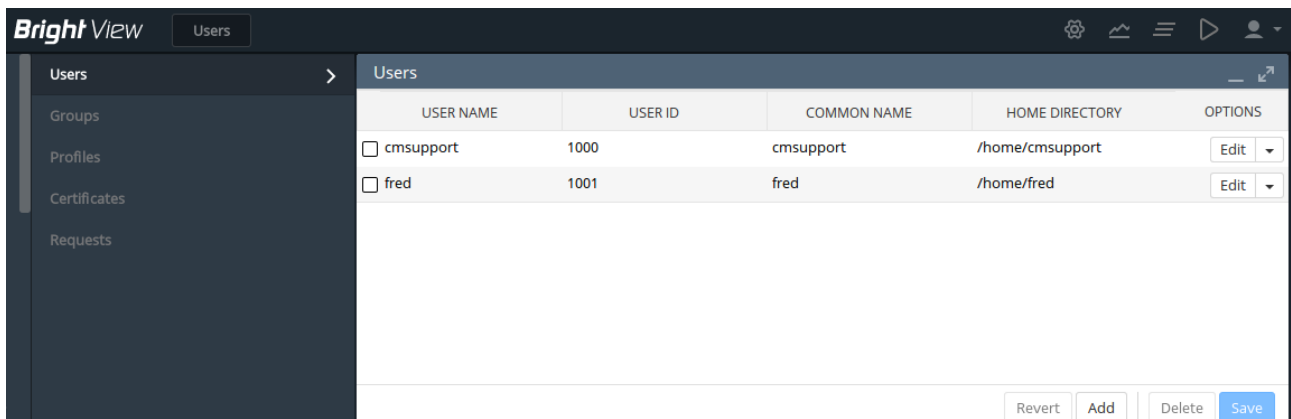 Bright View Users
Users
Groups
Profiles
Certificates
Requests
Users
USER NAME USER ID COMMON NAME HOME DIRECTORY OPTIONS
cmsupport 1000 cmsupport /home/cmsupport Edit
fred 1001 fred /home/fred Edit
Revert Add Delete Save